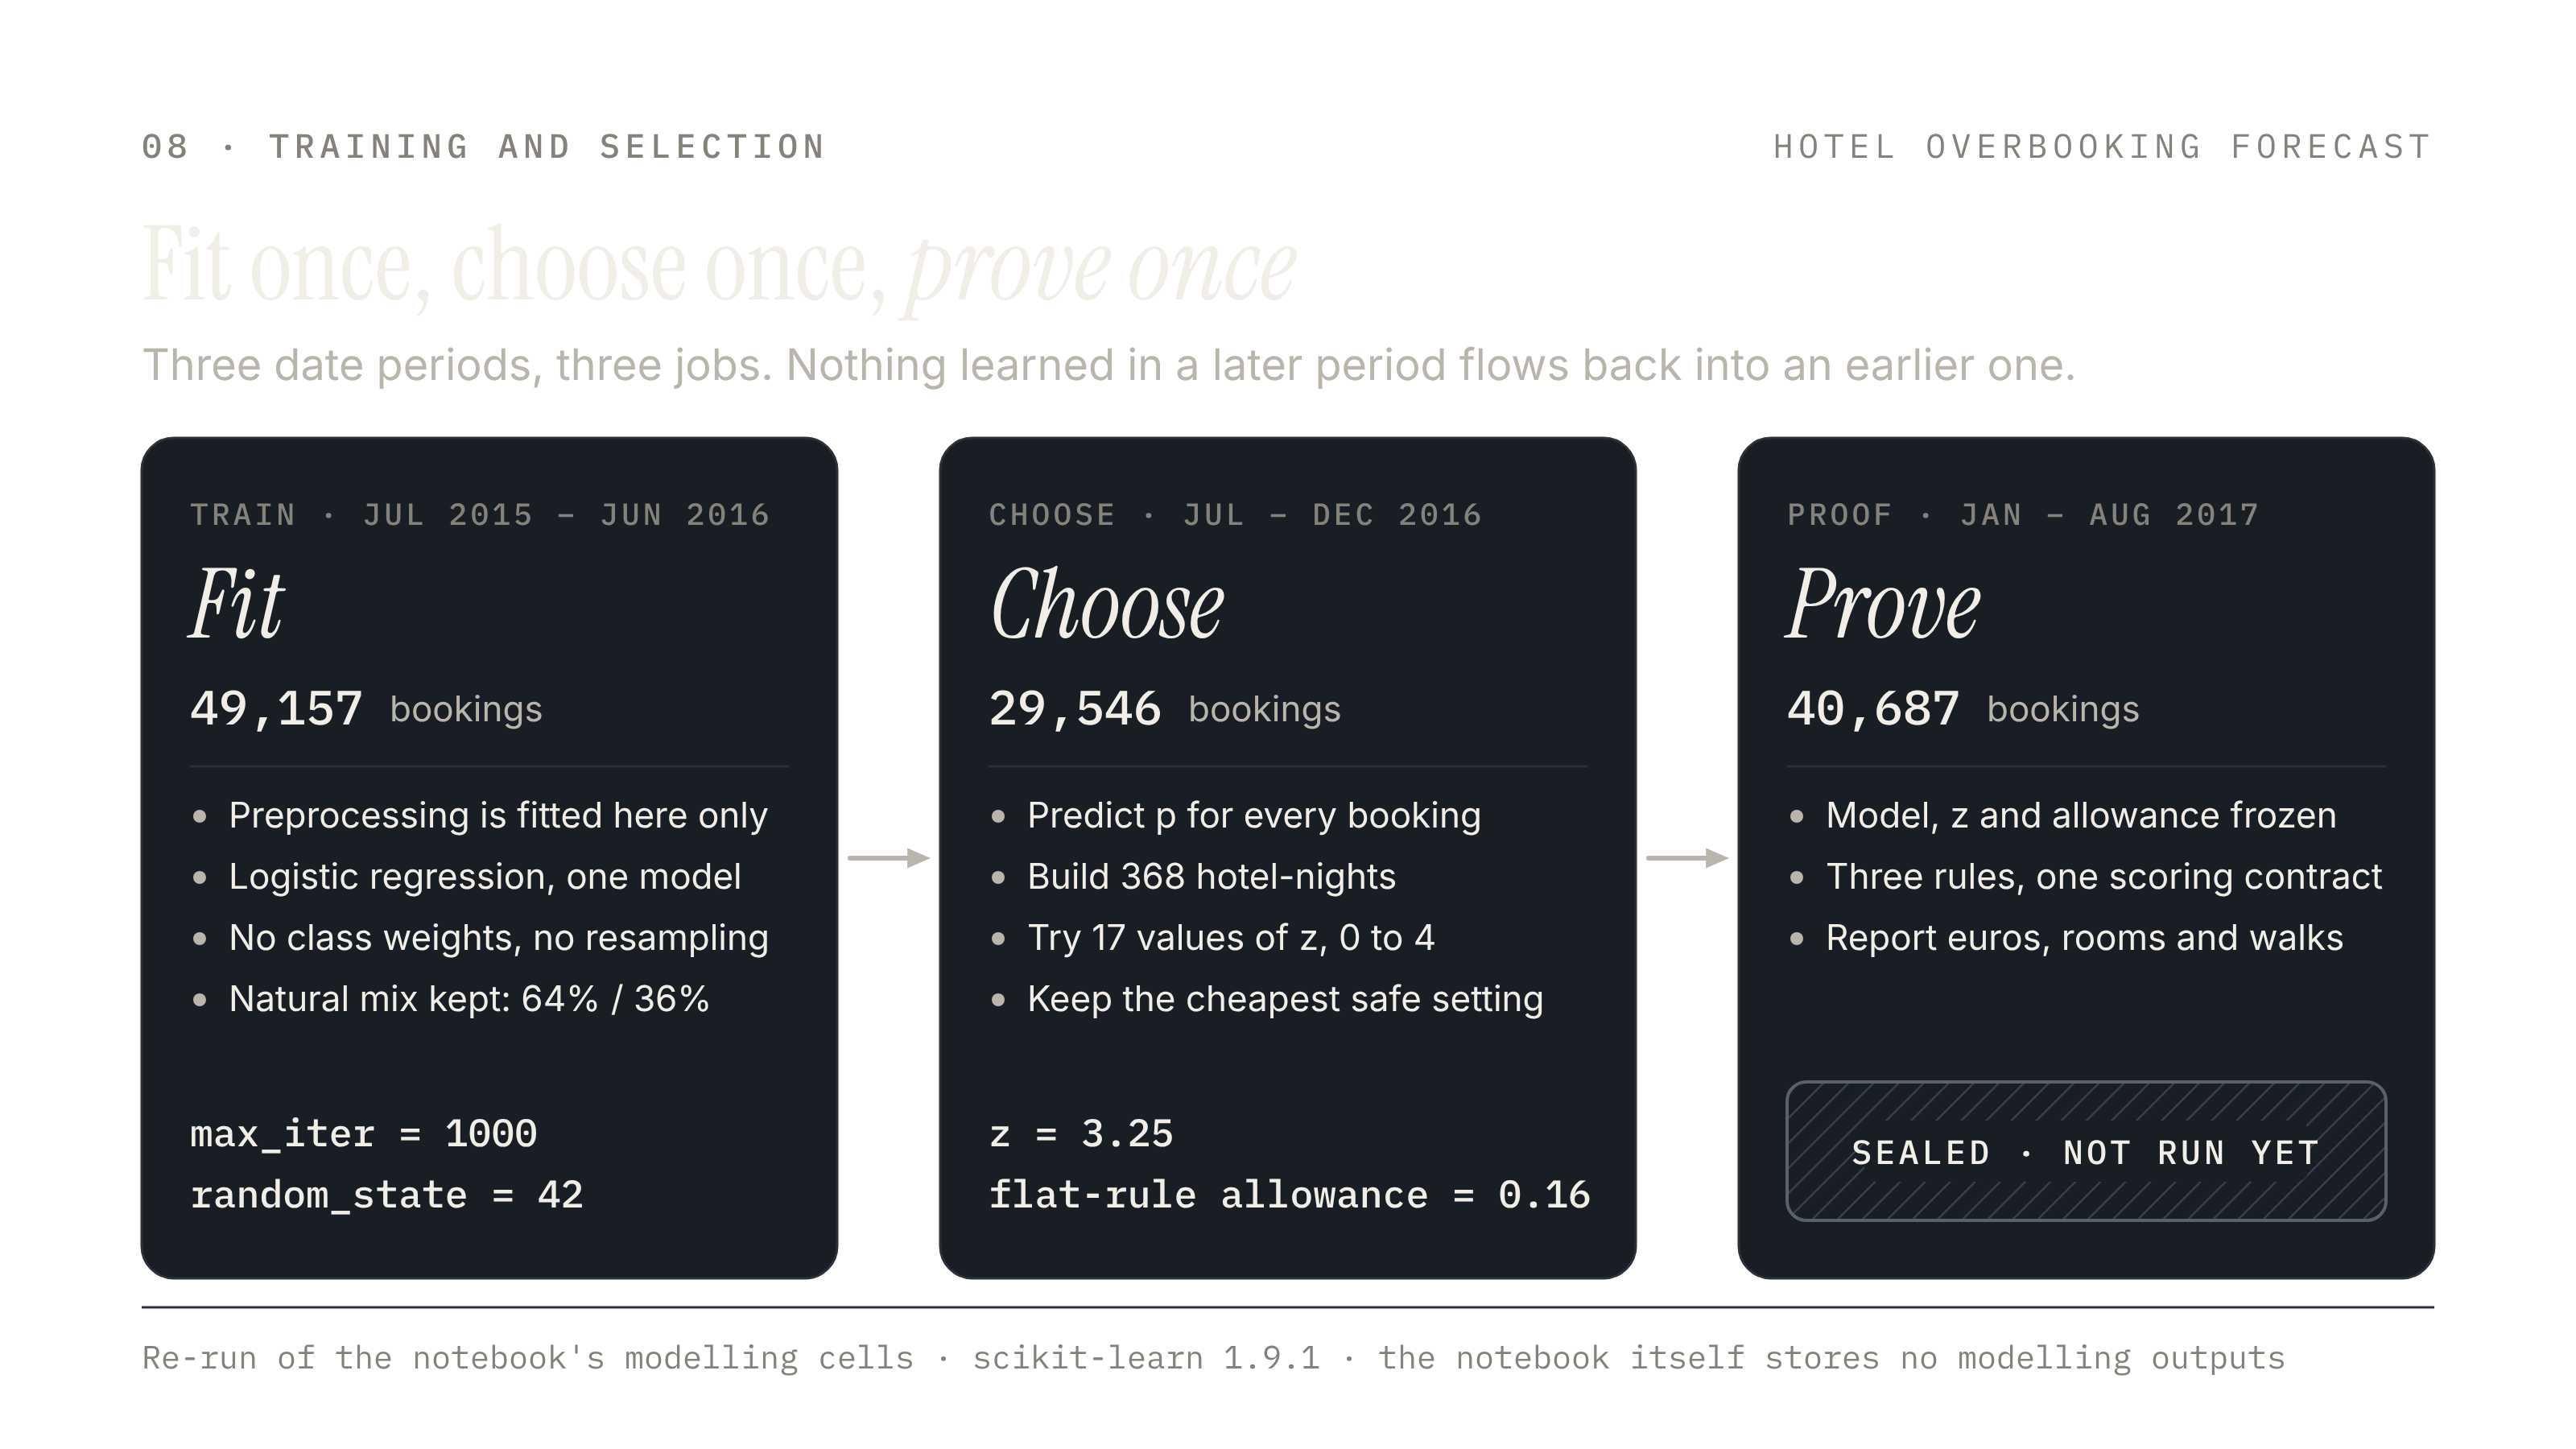 08 · TRAINING AND SELECTION
HOTEL OVERBOOKING FORECAST
Fit once, choose once, prove once
Three date periods, three jobs. Nothing learned in a later period flows back into an earlier one.
TRAIN · JUL 2015 – JUN 2016
Fit
49,157 bookings
• Preprocessing is fitted here only
• Logistic regression, one model
• No class weights, no resampling
• Natural mix kept: 64% / 36%
max_iter = 1000
random_state = 42
CHOOSE · JUL – DEC 2016
Choose
29,546 bookings
• Predict p for every booking
• Build 368 hotel-nights
• Try 17 values of z, 0 to 4
• Keep the cheapest safe setting
z = 3.25
flat-rule allowance = 0.16
PROOF · JAN – AUG 2017
Prove
40,687 bookings
• Model, z and allowance frozen
• Three rules, one scoring contract
• Report euros, rooms and walks
SEALED · NOT RUN YET
Re-run of the notebook's modelling cells · scikit-learn 1.9.1 · the notebook itself stores no modelling outputs